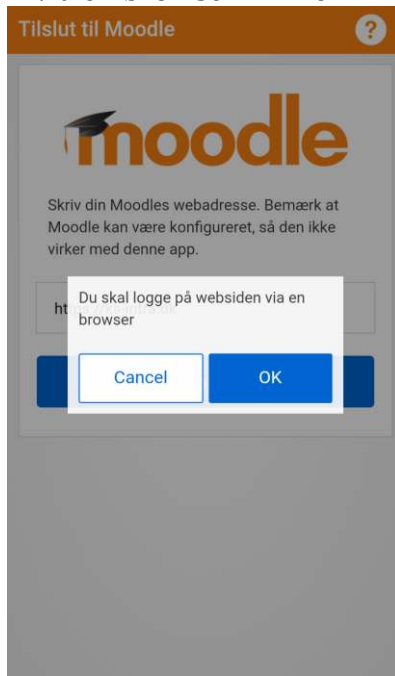 Tilslut til Moodle
?
moodle
Skriv din Moodles webadresse. Bemærk at
Moodle kan være konfigureret, så den ikke
virker med denne app.
Du skal logge på websiden via en
browser
Cancel
OK